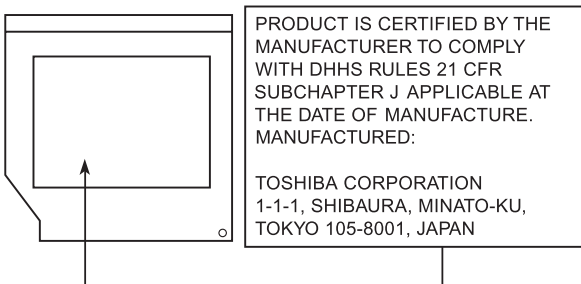 PRODUCT IS CERTIFIED BY THE
MANUFACTURER TO COMPLY
WITH DHHS RULES 21 CFR
SUBCHAPTER J APPLICABLE AT
THE DATE OF MANUFACTURE.
MANUFACTURED:
TOSHIBA CORPORATION
1-1-1, SHIBAURA, MINATO-KU,
TOKYO 105-8001, JAPAN